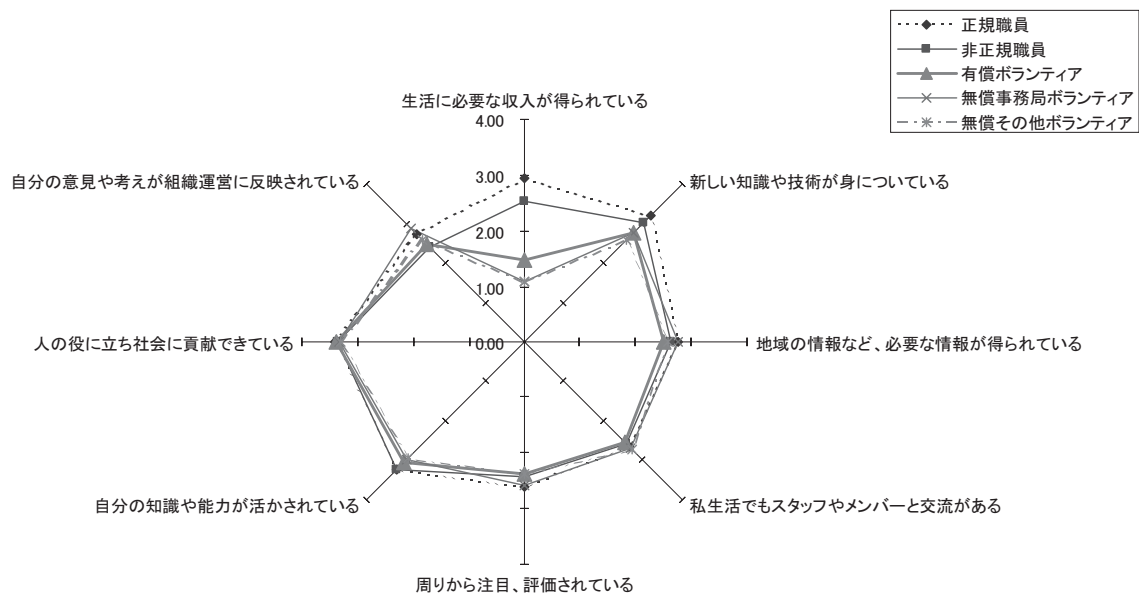 正規職員
非正規職員
有償ボランティア
無償事務局ボランティア
無償その他ボランティア
生活に必要な収入が得られている
4.00
自分の意見や考えが組織運営に反映されている
3.00
新しい知識や技術が身についている
2.00
1.00
人の役に立ち社会に貢献できている
0.00
地域の情報など、必要な情報が得られている
自分の知識や能力が活かされている
私生活でもスタッフやメンバーと交流がある
周りから注目、評価されている